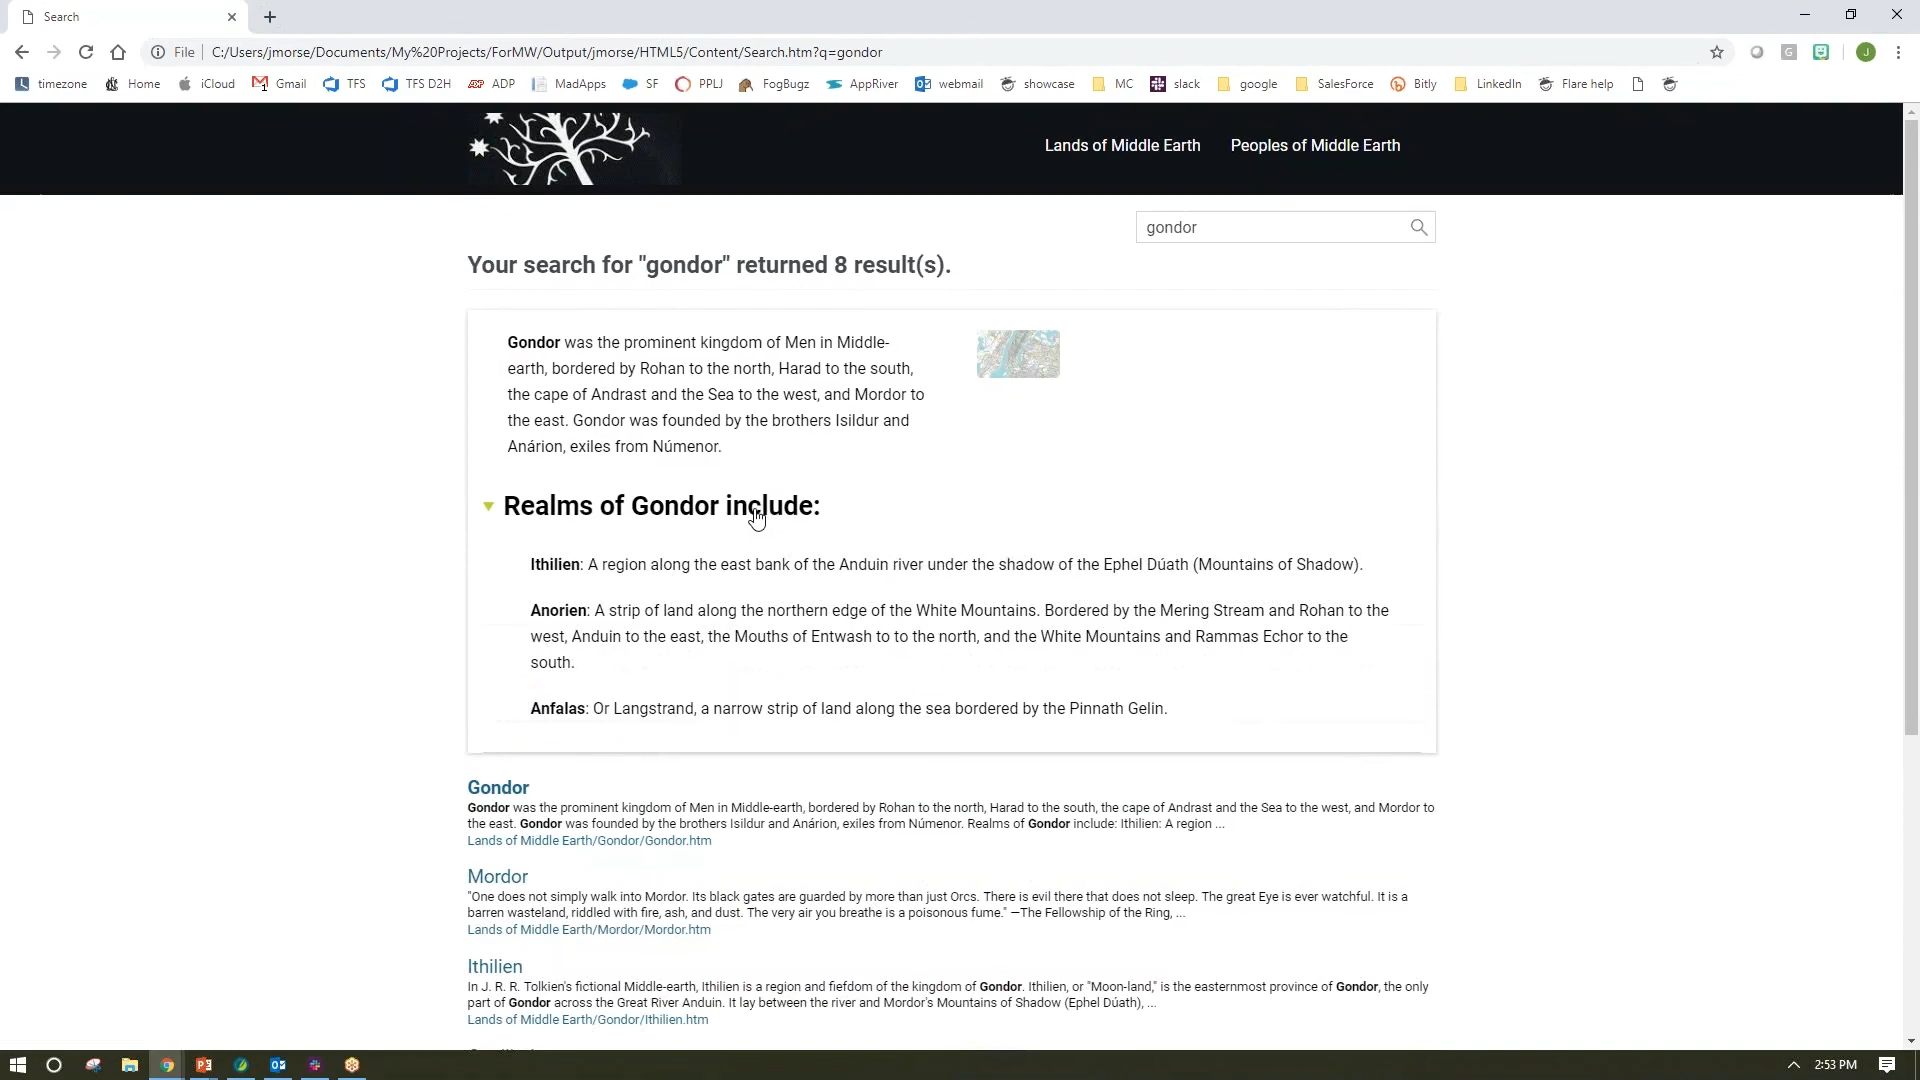 Search
File
C:/Users/jmorse/Documents/My%20Projects/ForMW/Output/jmorse/HTML5/Content/Search.htm?q=gondor
J
timezone Home iCloud Gmail TFS TFS D2H ADP MadApps SF PPLJ FogBugz AppRiver webmail showcase MC slack google SalesForce Bitly LinkedIn Flare help
Lands of Middle Earth Peoples of Middle Earth
gondor
Your search for "gondor" returned 8 result(s).
Gondor was the prominent kingdom of Men in Middle-
earth, bordered by Rohan to the north, Harad to the south,
the cape of Andrast and the Sea to the west, and Mordor to
the east. Gondor was founded by the brothers Isildur and
Anárion, exiles from Númenor.
Realms of Gondor include:
Ithilien: A region along the east bank of the Anduin river under the shadow of the Ephel Dúath (Mountains of Shadow).
Anorien: A strip of land along the northern edge of the White Mountains. Bordered by the Mering Stream and Rohan to the
west, Anduin to the east, the Mouths of Entwash to to the north, and the White Mountains and Rammas Echor to the
south.
Anfalas: Or Langstrand, a narrow strip of land along the sea bordered by the Pinnath Gelin.
Gondor
Gondor was the prominent kingdom of Men in Middle-earth, bordered by Rohan to the north, Harad to the south, the cape of Andrast and the Sea to the west, and Mordor to
the east. Gondor was founded by the brothers Isildur and Anárion, exiles from Númenor. Realms of Gondor include: Ithilien: A region ...
Lands of Middle Earth/Gondor/Gondor.htm
Mordor
"One does not simply walk into Mordor. Its black gates are guarded by more than just Orcs. There is evil there that does not sleep. The great Eye is ever watchful. It is a
barren wasteland, riddled with fire, ash, and dust. The very air you breathe is a poisonous fume." —The Fellowship of the Ring, ...
Lands of Middle Earth/Mordor/Mordor.htm
Ithilien
In J. R. R. Tolkien's fictional Middle-earth, Ithilien is a region and fiefdom of the kingdom of Gondor. Ithilien, or "Moon-land," is the easternmost province of Gondor, the only
part of Gondor across the Great River Anduin. It lay between the river and Mordor's Mountains of Shadow (Ephel Dúath), ...
Lands of Middle Earth/Gondor/Ithilien.htm
2:53 PM